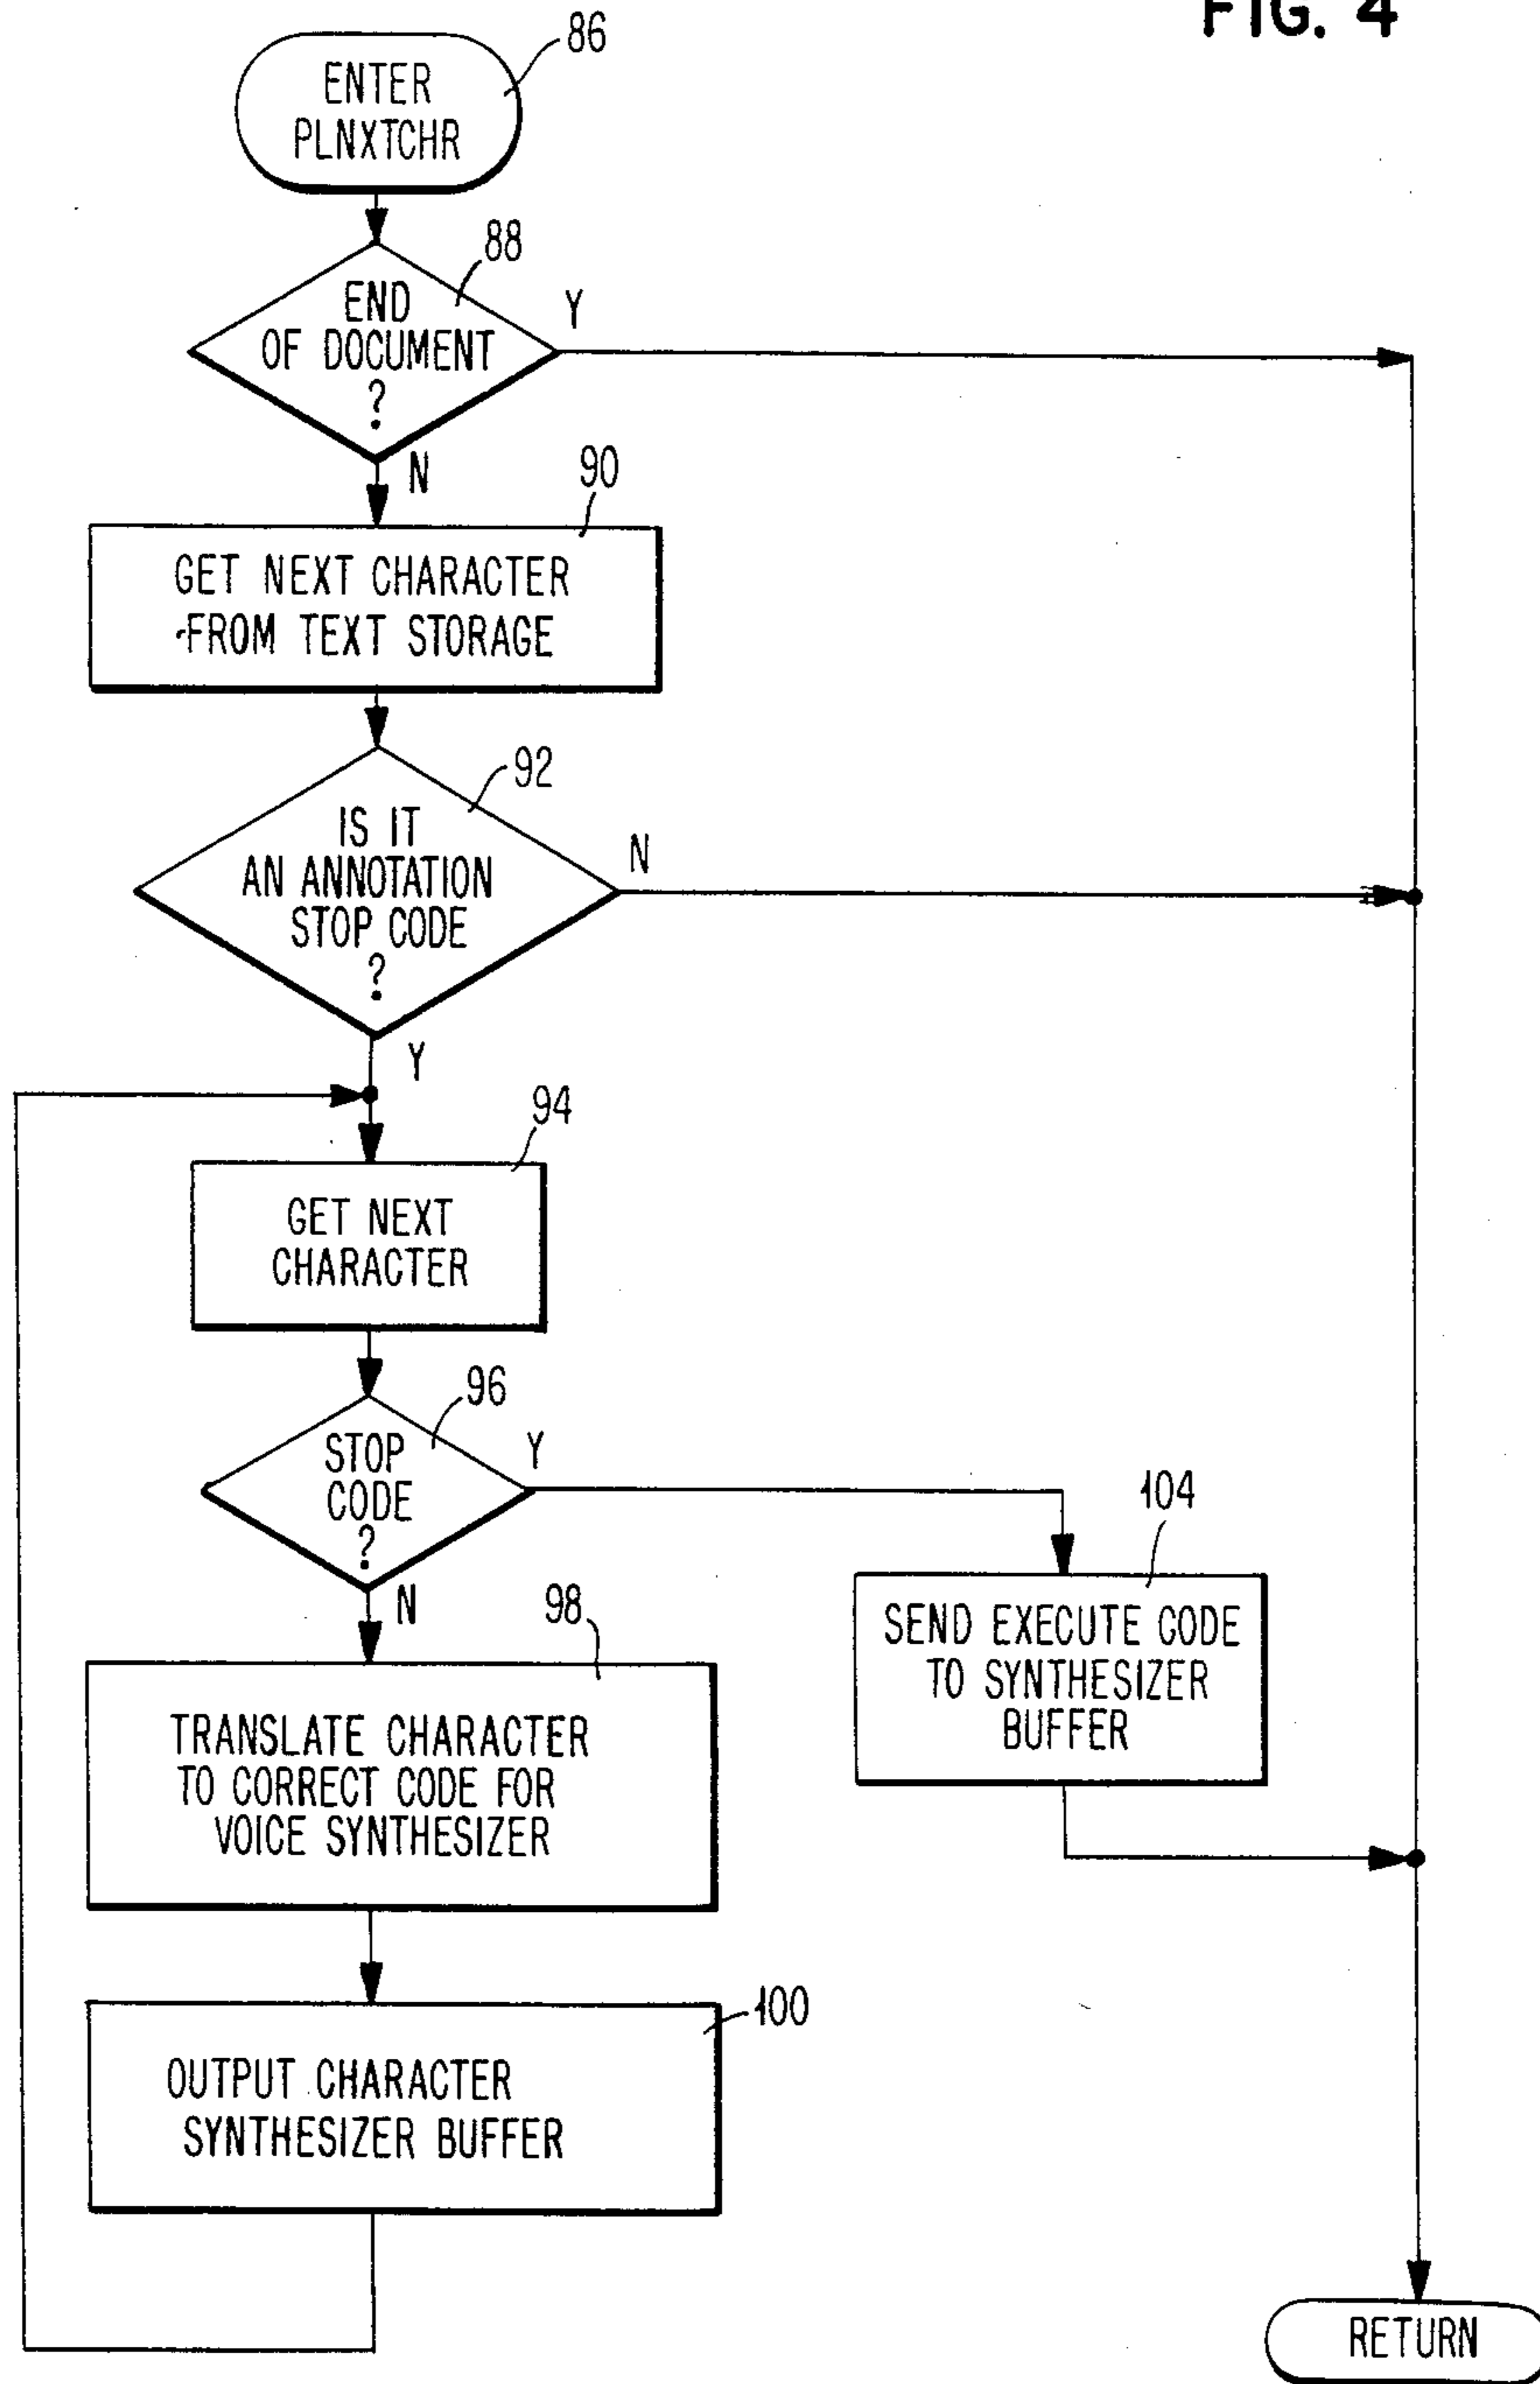 FIG. 4
86
ENTER
PLNXTCHR
88
END
OF DOCUMENT
?
Y
N
90
GET NEXT CHARACTER
FROM TEXT STORAGE
92
IS IT
AN ANNOTATION
STOP CODE
?
N
Y
94
GET NEXT
CHARACTER
96
STOP
CODE
?
Y
N
104
SEND EXECUTE CODE
TO SYNTHESIZER
BUFFER
98
TRANSLATE CHARACTER
TO CORRECT CODE FOR
VOICE SYNTHESIZER
100
OUTPUT CHARACTER
SYNTHESIZER BUFFER
RETURN